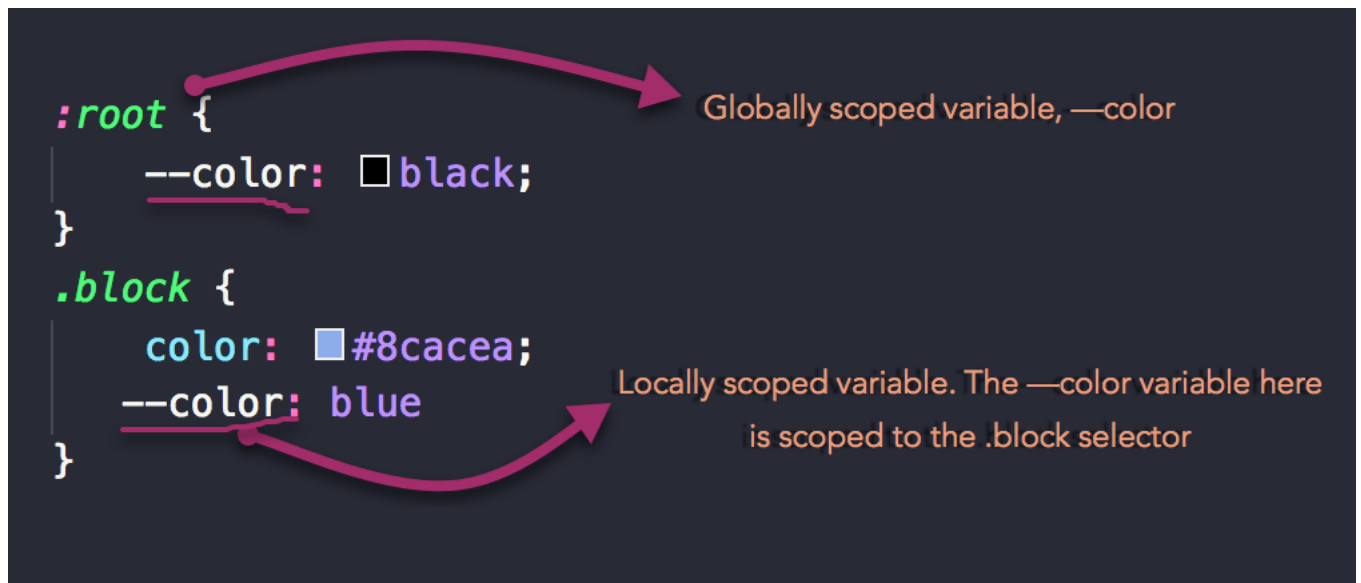 :root {
Globally scoped variable, —color
--color: black;
}
.block {
color: #8cacea;
--color: blue
Locally scoped variable. The —color variable here
is scoped to the .block selector
}